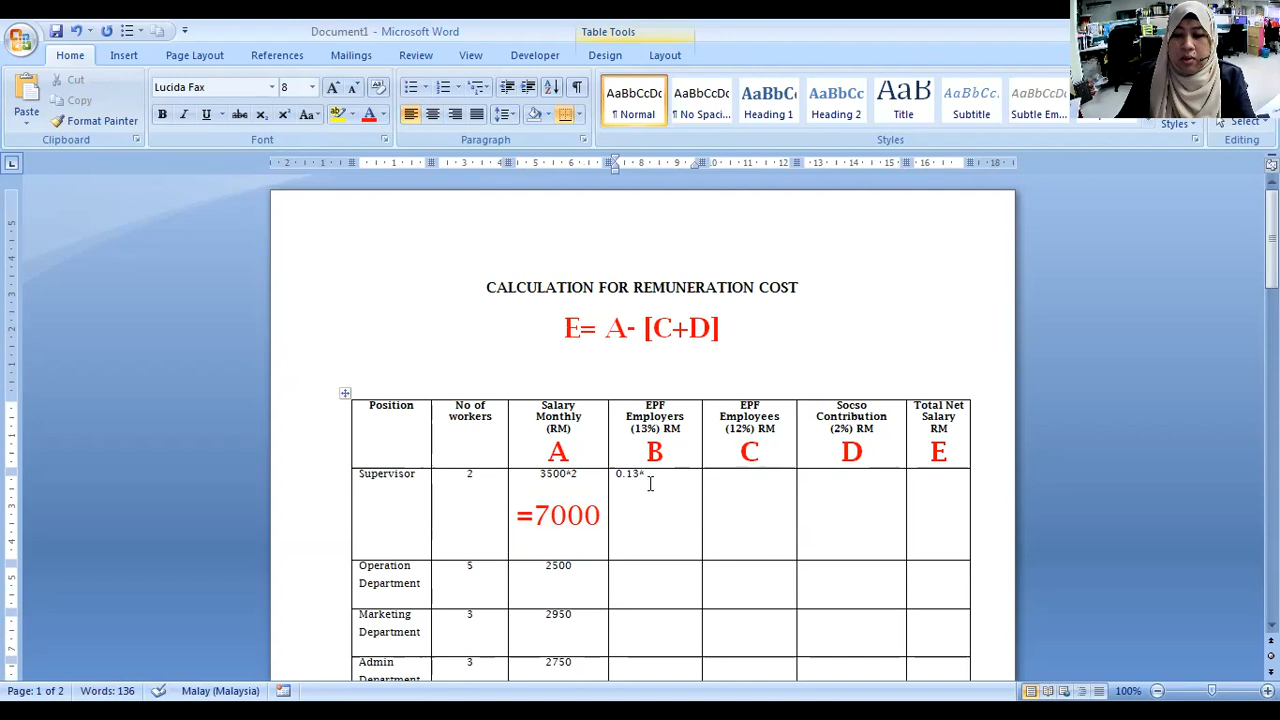 Document1 - Microsoft Word
Table Tools
Home Insert Page Layout References Mailings Review View Developer Design Layout
Paste
Cut
Copy
Format Painter
Clipboard
Lucida Fax 8
B I U Aa A
Font
Paragraph
AaBbCcDc AaBbCcDc AaBbCc AaBbCc AaB AaBbCc AaBbCcDc
¶ Normal ¶ No Spaci... Heading 1 Heading 2 Title Subtitle Subtle Em...
Styles
Styles
Select
Editing
CALCULATION FOR REMUNERATION COST
E= A- [C+D]
Position
No of
workers
Salary
Monthly
(RM)
A
EPF
Employers
(13%) RM
B
EPF
Employees
(12%) RM
C
Socso
Contribution
(2%) RM
D
Total Net
Salary
RM
E
Supervisor 2 3500*2 0.13*
=7000
Operation
Department
5 2500
Marketing
Department
3 2950
Admin
Department
3 2750
Page: 1 of 2 Words: 136 Malay (Malaysia) 100%